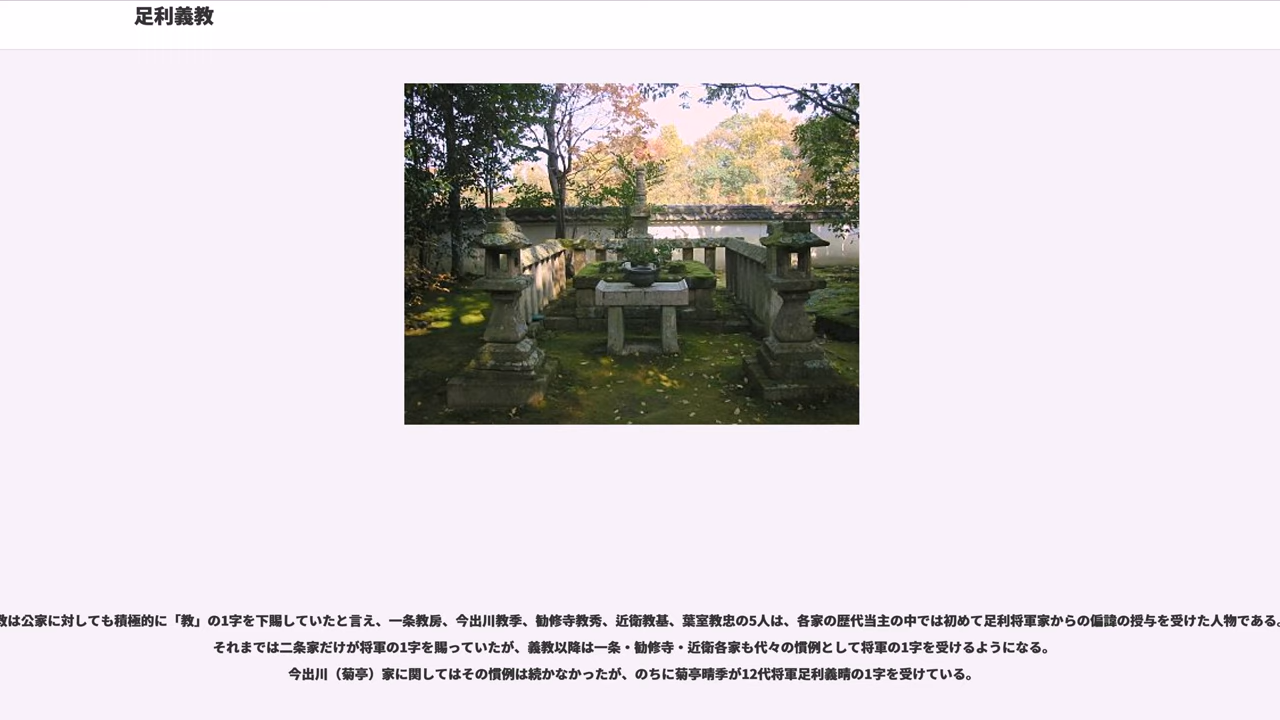 足利義教
教は公家に対しても積極的に「教」の1字を下賜していたと言え、一条教房、今出川教季、勧修寺教秀、近衛教基、葉室教忠の5人は、各家の歴代当主の中では初めて足利将軍家からの偏諱の授与を受けた人物である。
それまでは二条家だけが将軍の1字を賜っていたが、義教以降は一条・勧修寺・近衛各家も代々の慣例として将軍の1字を受けるようになる。
今出川（菊亭）家に関してはその慣例は続かなかったが、のちに菊亭晴季が12代将軍足利義晴の1字を受けている。